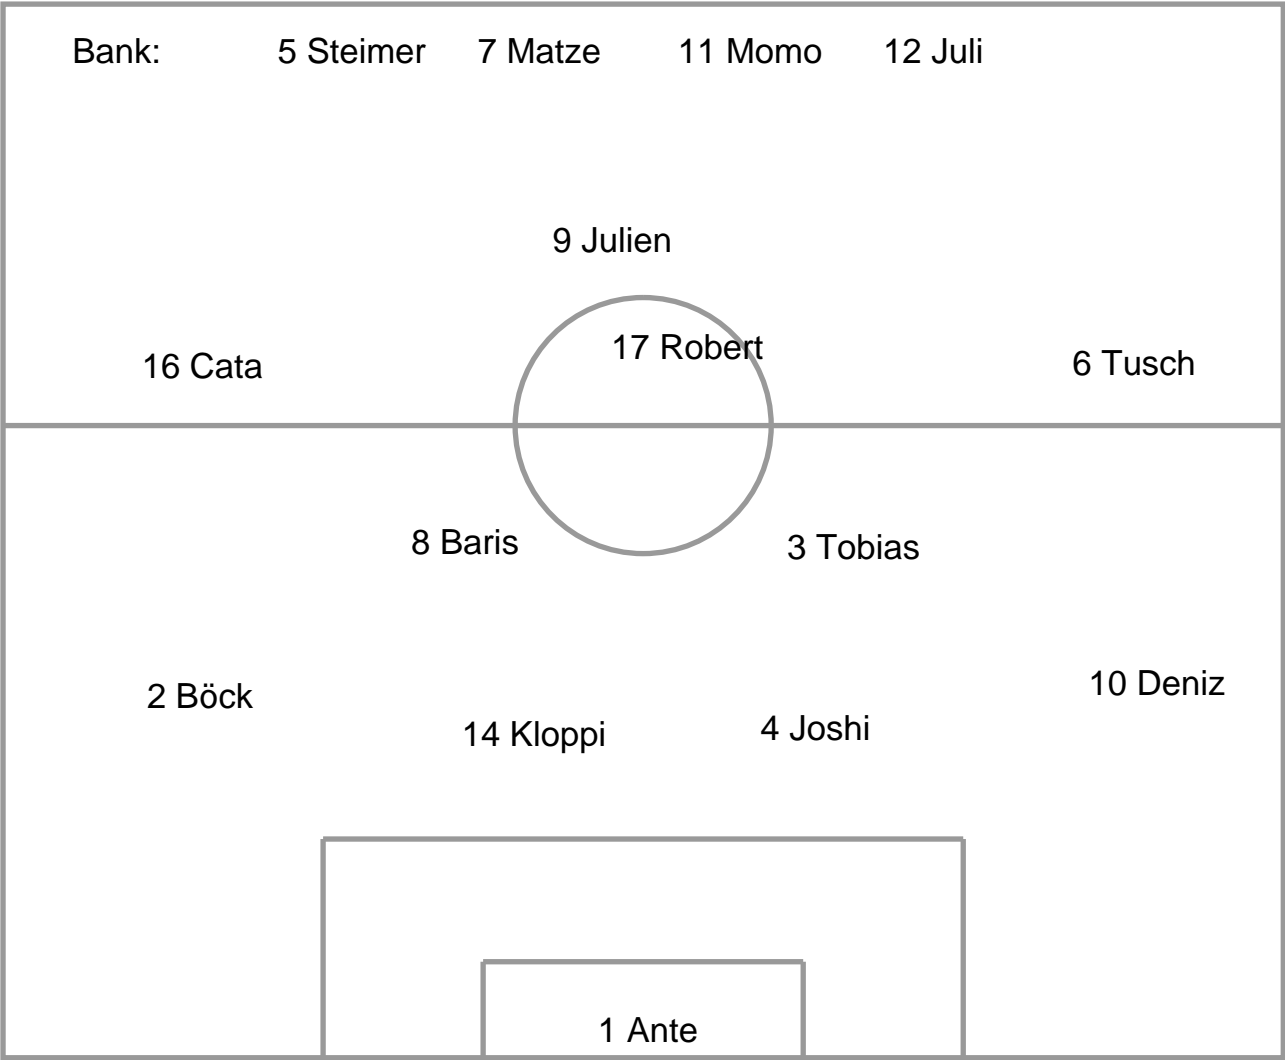 Bank: 5 Steimer 7 Matze 11 Momo 12 Juli
9 Julien
17 Robert
16 Cata
6 Tusch
8 Baris
3 Tobias
2 Böck
10 Deniz
14 Kloppi
4 Joshi
1 Ante